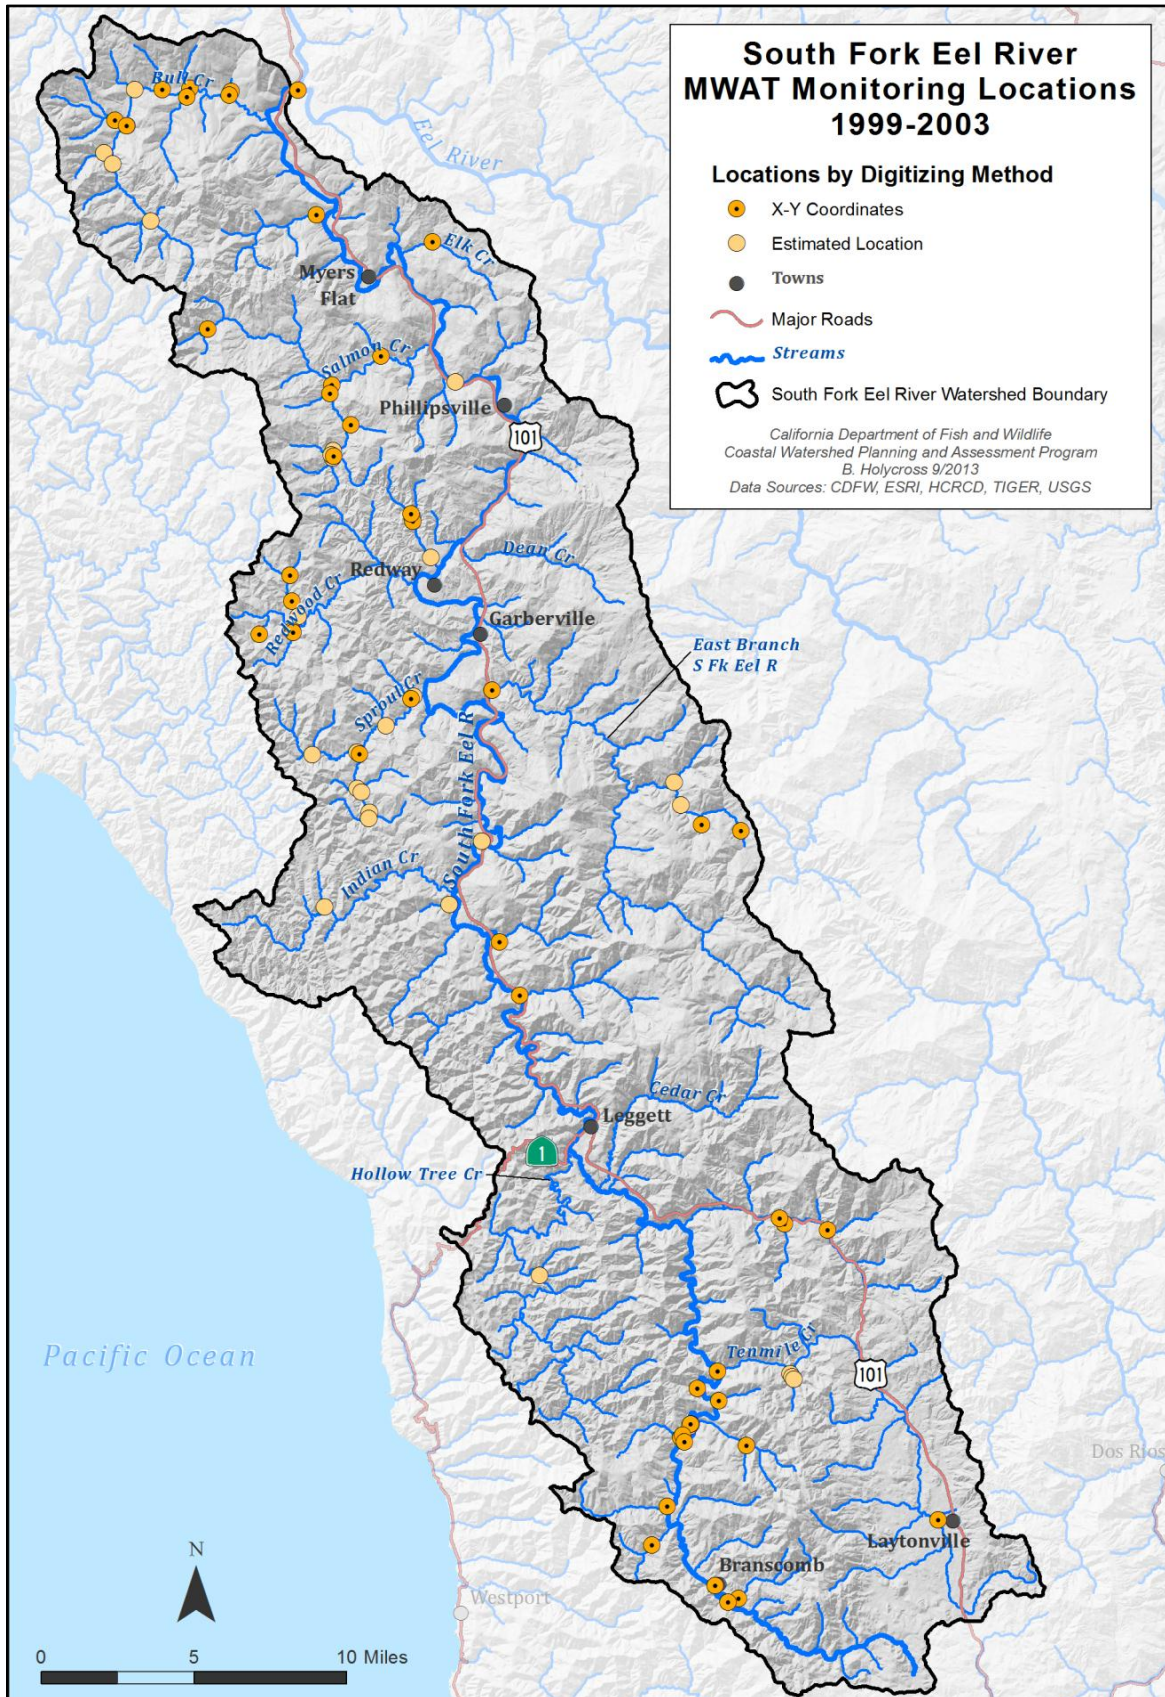 South Fork Eel River
MWAT Monitoring Locations
1999-2003
Locations by Digitizing Method
X-Y Coordinates
Estimated Location
Towns
Major Roads
Streams
South Fork Eel River Watershed Boundary
California Department of Fish and Wildlife
Coastal Watershed Planning and Assessment Program
B. Holycross 9/2013
Data Sources: CDFW, ESRI, HCRCD, TIGER, USGS
Bull Cr
Eel River
Elk Cr
Myers
Flat
Salmon Cr
Phillipsville
101
Dean Cr
Redway
Redwood Cr
Garberville
East Branch
S Fk Eel R
Sproul Cr
South Fork Eel R
Indian Cr
Cedar Cr
Leggett
1
Hollow Tree Cr
Pacific Ocean
Tenmile Cr
101
Dos Rios
Laytonville
Branscomb
Westport
N
0 5 10 Miles